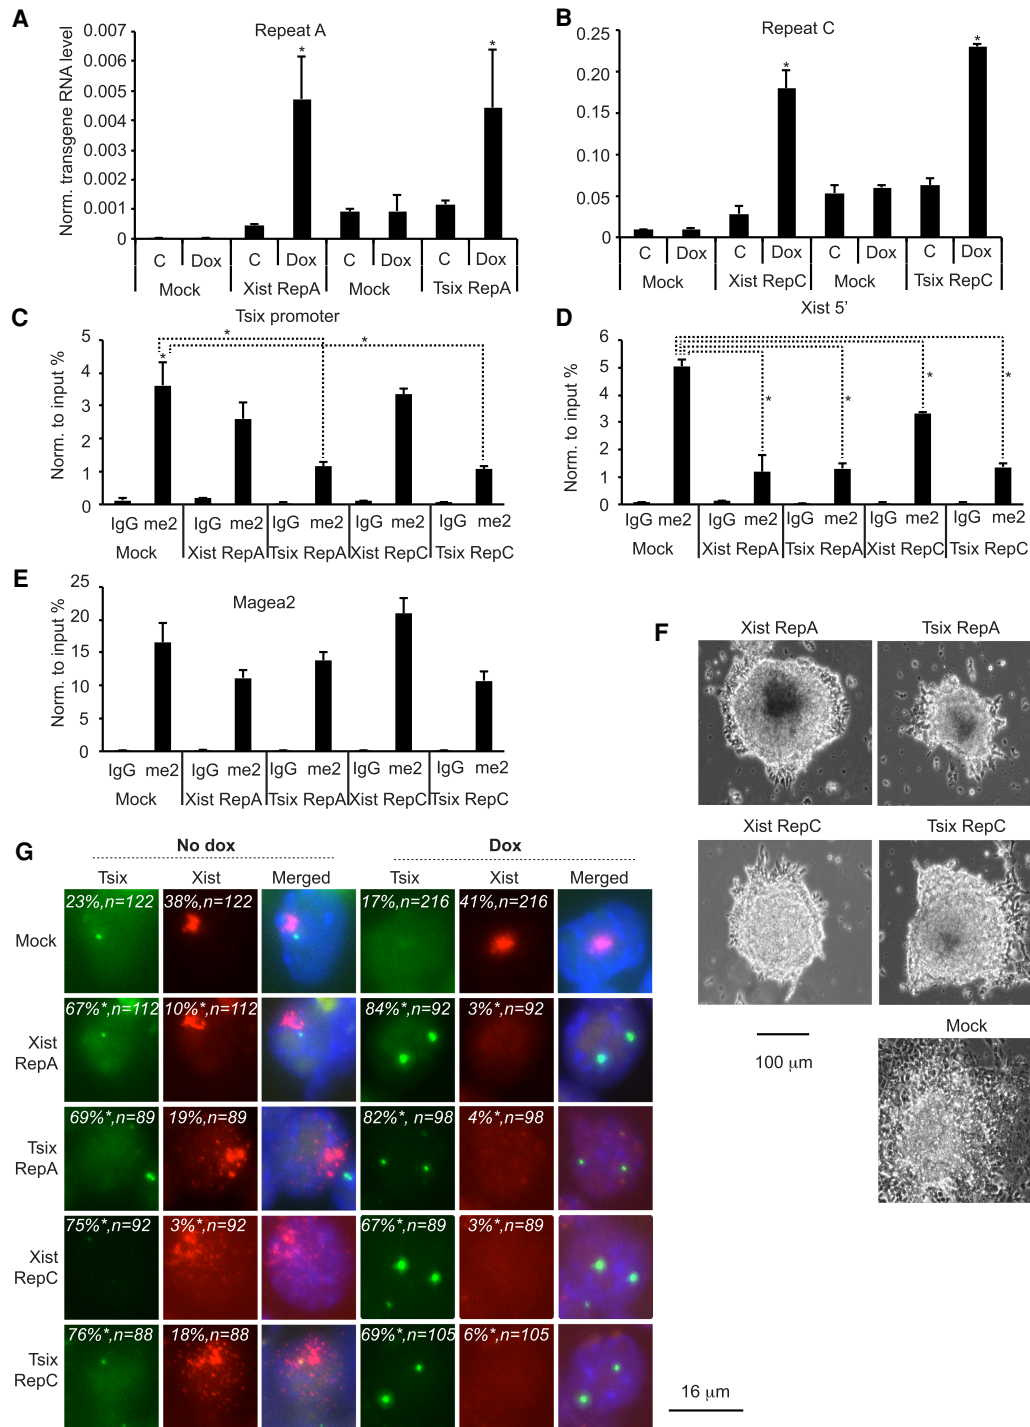 A
Repeat A
Norm. transgene RNA level
0.007
0.006
0.005
0.004
0.003
0.002
0.001
0
* *
C Dox C Dox C Dox C Dox
Mock Xist RepA Mock Tsix RepA
B
Repeat C
0.25
0.20
0.15
0.10
0.05
0
* *
C Dox C Dox C Dox C Dox
Mock Xist RepC Mock Tsix RepC
C
Tsix promoter
Norm. to input %
5
4
3
2
1
0
* * *
IgG me2 IgG me2 IgG me2 IgG me2 IgG me2
Mock Xist RepA Tsix RepA Xist RepC Tsix RepC
D
Xist 5’
Norm. to input %
6
5
4
3
2
1
0
* * * *
IgG me2 IgG me2 IgG me2 IgG me2 IgG me2
Mock Xist RepA Tsix RepA Xist RepC Tsix RepC
E
Magea2
Norm. to input %
25
20
15
10
5
0
IgG me2 IgG me2 IgG me2 IgG me2 IgG me2
Mock Xist RepA Tsix RepA Xist RepC Tsix RepC
F
Xist RepA Tsix RepA
Xist RepC Tsix RepC
Mock
100 µm
G
No dox Dox
Tsix Xist Merged Tsix Xist Merged
Mock
23%,n=122 38%,n=122 17%,n=216 41%,n=216
Xist
RepA
67%*,n=112 10%*,n=112 84%*,n=92 3%*,n=92
Tsix
RepA
69%*,n=89 19%,n=89 82%*,n=98 4%*,n=98
Xist
RepC
75%*,n=92 3%*,n=92 67%*,n=89 3%*,n=89
Tsix
RepC
76%*,n=88 18%,n=88 69%*,n=105 6%*,n=105
16 µm